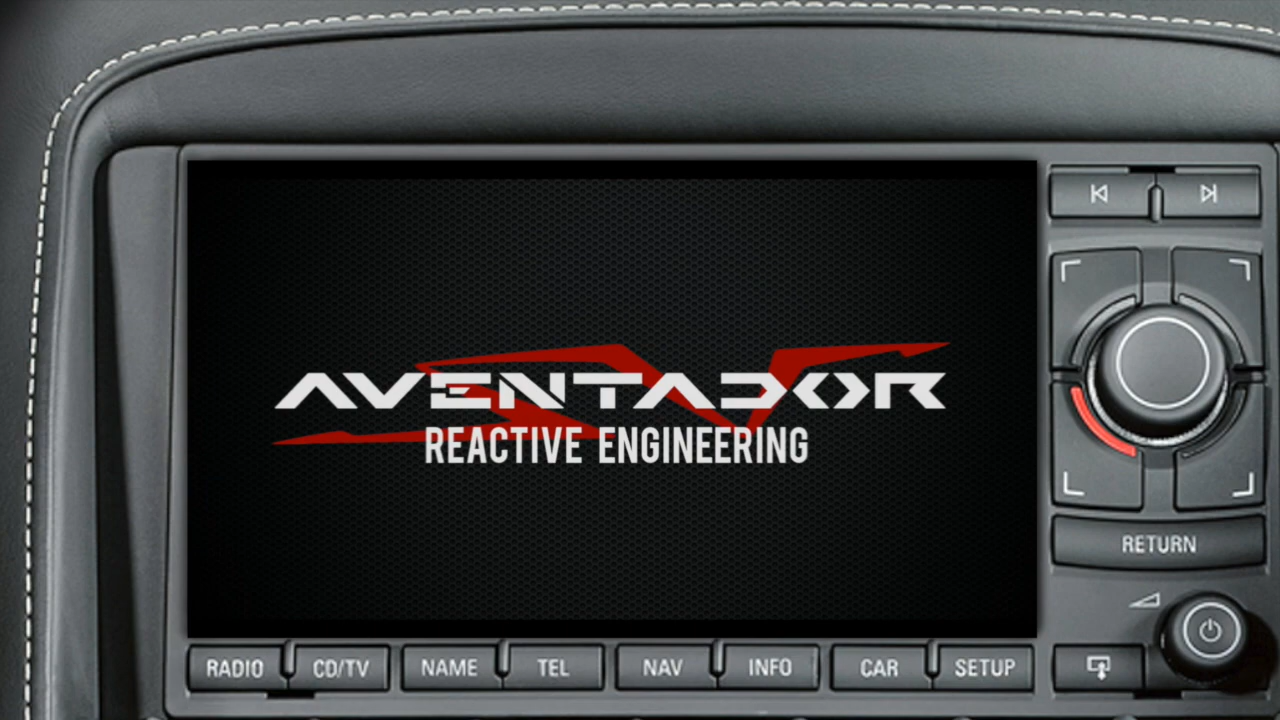 AVENTADOR
REACTIVE ENGINEERING
RETURN
RADIO CD/TV NAME TEL NAV INFO CAR SETUP